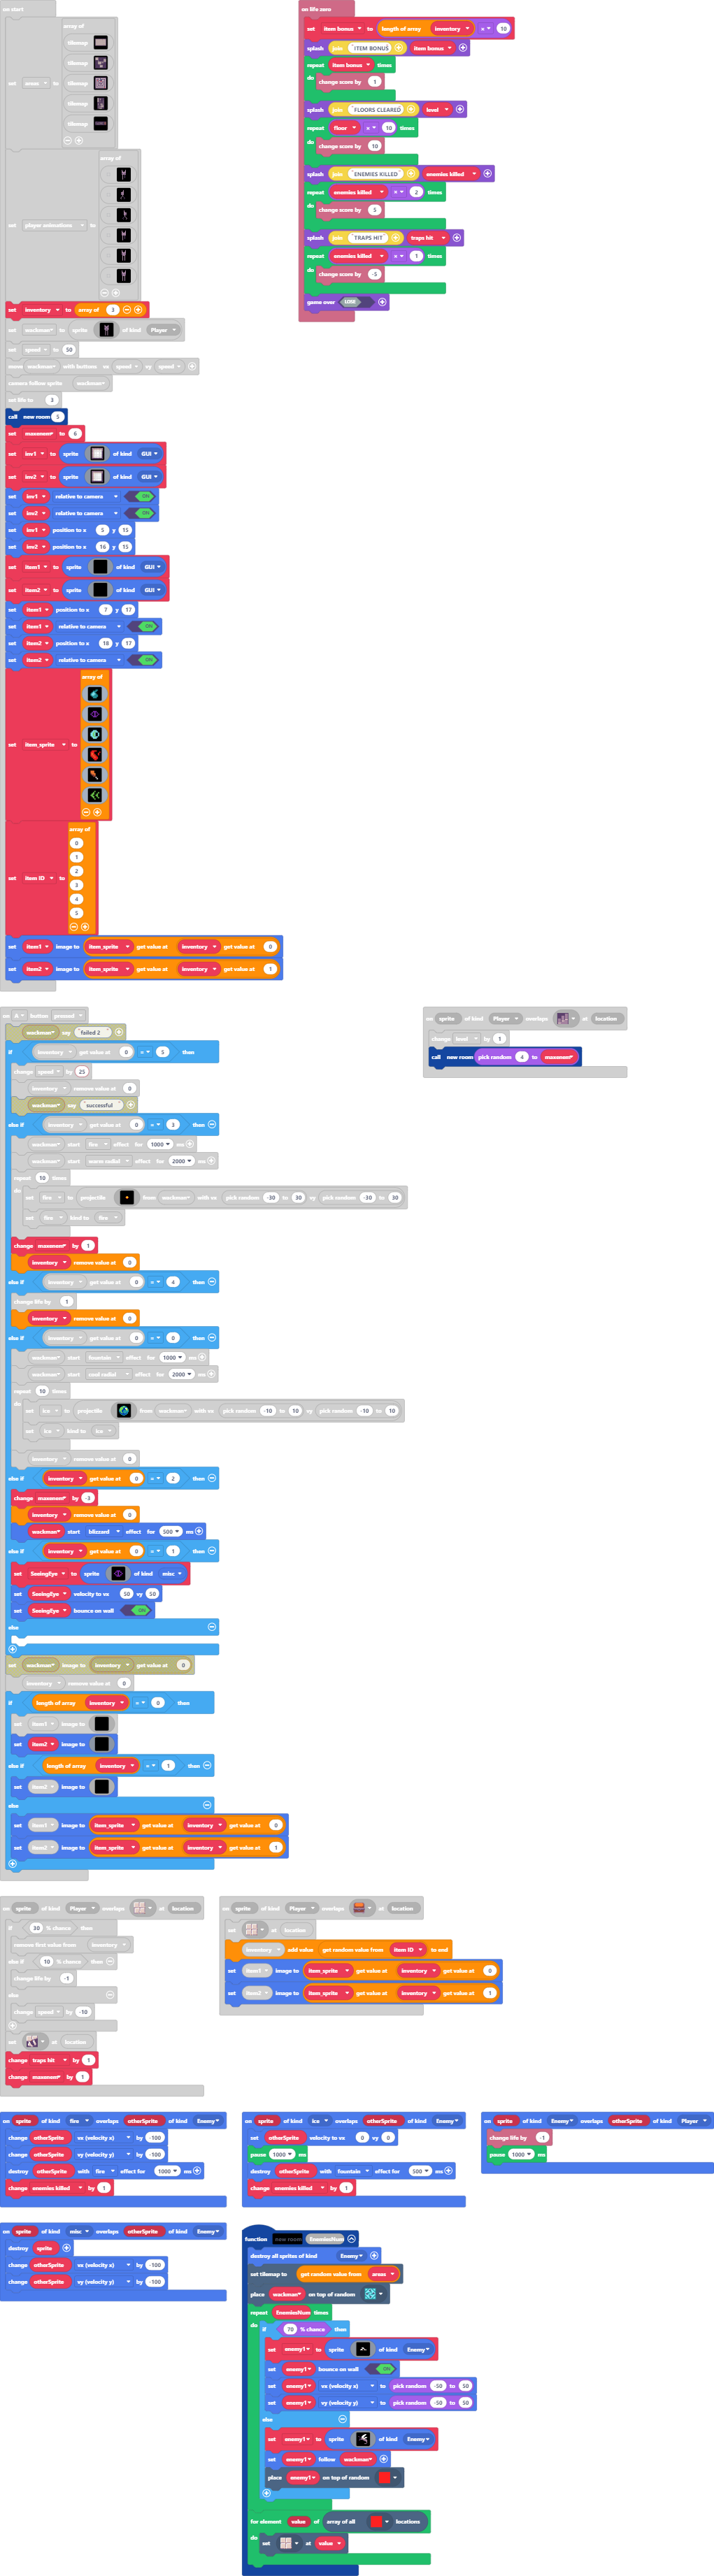 on start
array of
tilemap
tilemap
tilemap
set areas to
tilemap
tilemap
array of
set player animations to
set inventory to array of 3
set wackman to sprite of kind Player
set speed to 50
move wackman with buttons vx speed vy speed
camera follow sprite wackman
set life to 3
call new room 5
set maxenem to 6
set inv1 to sprite of kind GUI
set inv2 to sprite of kind GUI
set inv1 relative to camera ON
set inv2 relative to camera ON
set inv1 position to x 5 y 15
set inv2 position to x 16 y 15
set item1 to sprite of kind GUI
set item2 to sprite of kind GUI
set item1 position to x 7 y 17
set item1 relative to camera ON
set item2 position to x 18 y 17
set item2 relative to camera ON
array of
set item_sprite to
array of
0
1
2
set item ID to
3
4
5
set item1 image to item_sprite get value at inventory get value at 0
set item2 image to item_sprite get value at inventory get value at 1
on life zero
set item bonus to length of array inventory × 10
splash join "ITEM BONUS" item bonus
repeat item bonus times
do
change score by 1
splash join "FLOORS CLEARED" level
repeat floor × 10 times
do
change score by 10
splash join "ENEMIES KILLED" enemies killed
repeat enemies killed × 2 times
do
change score by 5
splash join "TRAPS HIT" traps hit
repeat enemies killed × 1 times
do
change score by -5
game over LOSE
on A button pressed
wackman say "failed 2"
if inventory get value at 0 = 5 then
change speed by 25
inventory remove value at 0
wackman say "successful"
else if inventory get value at 0 = 3 then
wackman start fire effect for 1000 ms
wackman start warm radial effect for 2000 ms
repeat 10 times
do
set fire to projectile from wackman with vx pick random -30 to 30 vy pick random -30 to 30
set fire kind to fire
change maxenem by 1
inventory remove value at 0
else if inventory get value at 0 = 4 then
change life by 1
inventory remove value at 0
else if inventory get value at 0 = 0 then
wackman start fountain effect for 1000 ms
wackman start cool radial effect for 2000 ms
repeat 10 times
do
set ice to projectile from wackman with vx pick random -10 to 10 vy pick random -10 to 10
set ice kind to ice
inventory remove value at 0
else if inventory get value at 0 = 2 then
change maxenem by -3
inventory remove value at 0
wackman start blizzard effect for 500 ms
else if inventory get value at 0 = 1 then
set SeeingEye to sprite of kind misc
set SeeingEye velocity to vx 50 vy 50
set SeeingEye bounce on wall ON
else
set wackman image to inventory get value at 0
inventory remove value at 0
if length of array inventory = 0 then
set item1 image to
set item2 image to
else if length of array inventory = 1 then
set item2 image to
else
set item1 image to item_sprite get value at inventory get value at 0
set item2 image to item_sprite get value at inventory get value at 1
on sprite of kind Player overlaps at location
change level by 1
call new room pick random 4 to maxenem
on sprite of kind Player overlaps at location
if 30 % chance then
remove first value from inventory
else if 10 % chance then
change life by -1
else
change speed by -10
set at location
change traps hit by 1
change maxenem by 1
on sprite of kind Player overlaps at location
set at location
inventory add value get random value from item ID to end
set item1 image to item_sprite get value at inventory get value at 0
set item2 image to item_sprite get value at inventory get value at 1
on sprite of kind fire overlaps otherSprite of kind Enemy
change otherSprite vx (velocity x) by -100
change otherSprite vy (velocity y) by -100
destroy otherSprite with fire effect for 1000 ms
change enemies killed by 1
on sprite of kind ice overlaps otherSprite of kind Enemy
set otherSprite velocity to vx 0 vy 0
pause 1000 ms
destroy otherSprite with fountain effect for 500 ms
change enemies killed by 1
on sprite of kind Enemy overlaps otherSprite of kind Player
change life by -1
pause 1000 ms
on sprite of kind misc overlaps otherSprite of kind Enemy
destroy sprite
change otherSprite vx (velocity x) by -100
change otherSprite vy (velocity y) by -100
function new room EnemiesNum
destroy all sprites of kind Enemy
set tilemap to get random value from areas
place wackman on top of random
repeat EnemiesNum times
do
if 70 % chance then
set enemy1 to sprite of kind Enemy
set enemy1 bounce on wall ON
set enemy1 vx (velocity x) to pick random -50 to 50
set enemy1 vy (velocity y) to pick random -50 to 50
else
set enemy1 to sprite of kind Enemy
set enemy1 follow wackman
place enemy1 on top of random
for element value of array of all locations
do
set at value